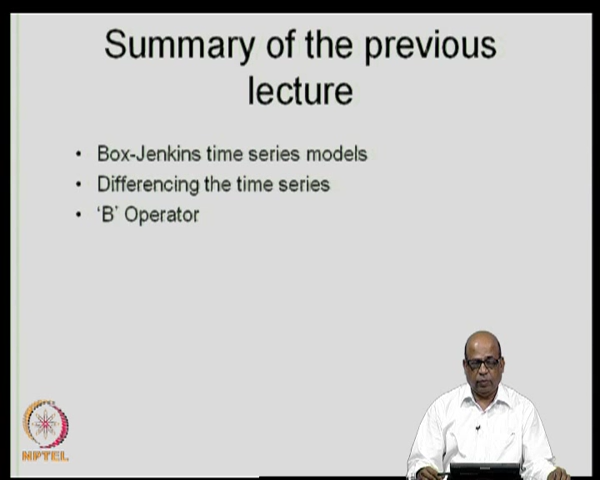 Summary of the previous
lecture
• Box-Jenkins time series models
• Differencing the time series
• 'B' Operator
NPTEL